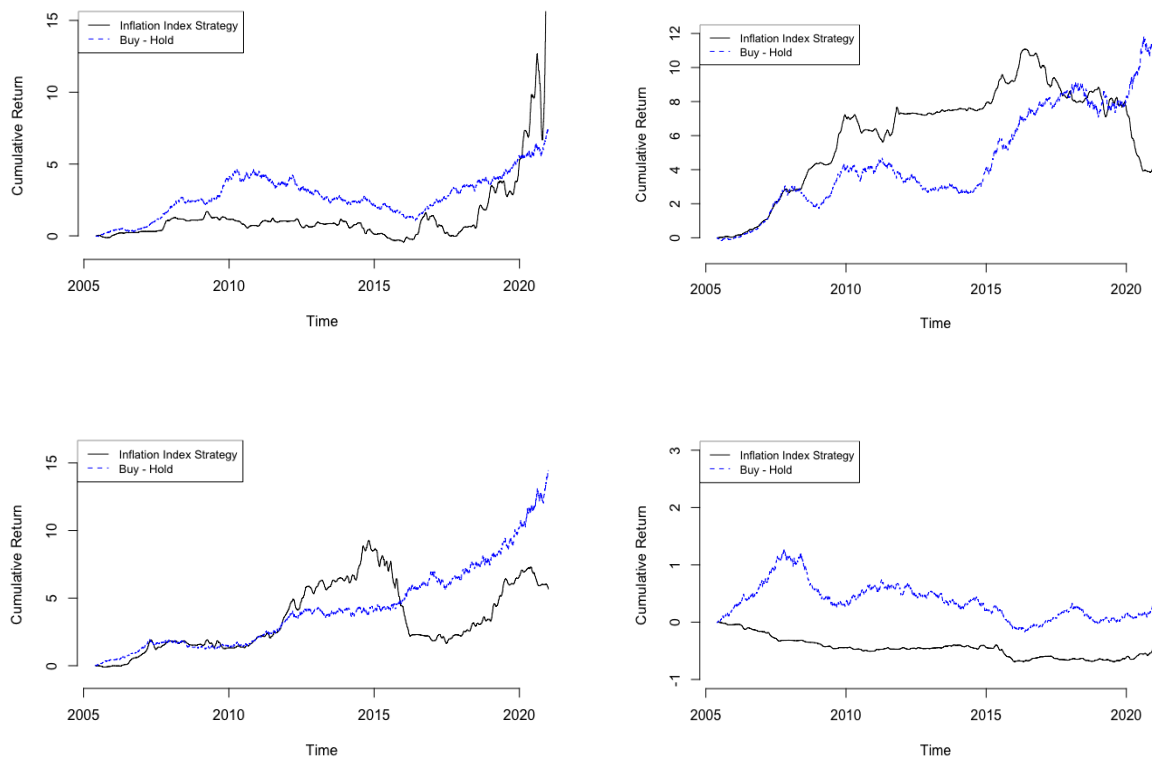 Inflation Index Strategy
Buy - Hold
Cumulative Return
15
10
5
0
2005
2010
2015
2020
Time
Inflation Index Strategy
Buy - Hold
Cumulative Return
12
10
8
6
4
2
0
2005
2010
2015
2020
Time
Inflation Index Strategy
Buy - Hold
Cumulative Return
15
10
5
0
2005
2010
2015
2020
Time
Inflation Index Strategy
Buy - Hold
Cumulative Return
3
2
1
0
-1
2005
2010
2015
2020
Time